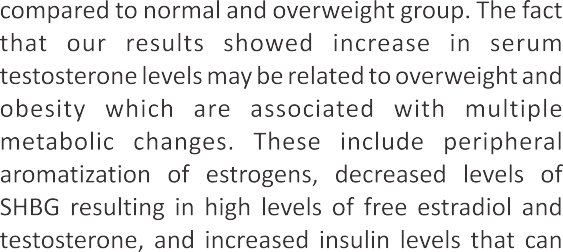 compared to normal and overweight group. The fact
that our results showed increase in serum
testosterone levels may be related to overweight and
obesity which are associated with multiple
metabolic changes. These include peripheral
aromatization of estrogens, decreased levels of
SHBG resulting in high levels of free estradiol and
testosterone, and increased insulin levels that can